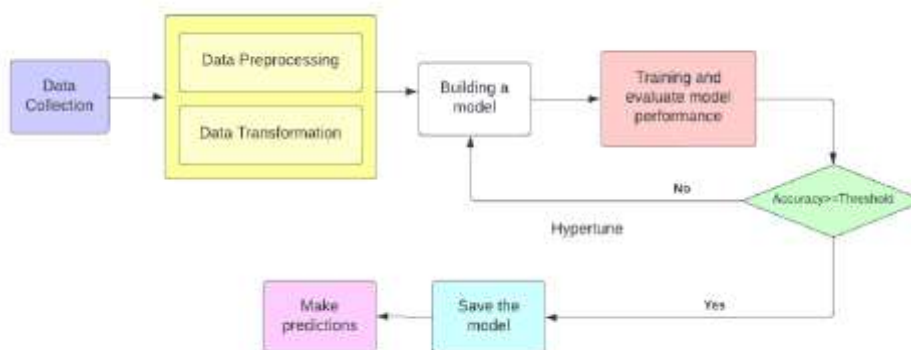 Data
Collection
Data Preprocessing
Data Transformation
Building a
model
Training and
evaluate model
performance
Accuracy>=Threshold
No
Hypertune
Yes
Save the
model
Make
predictions